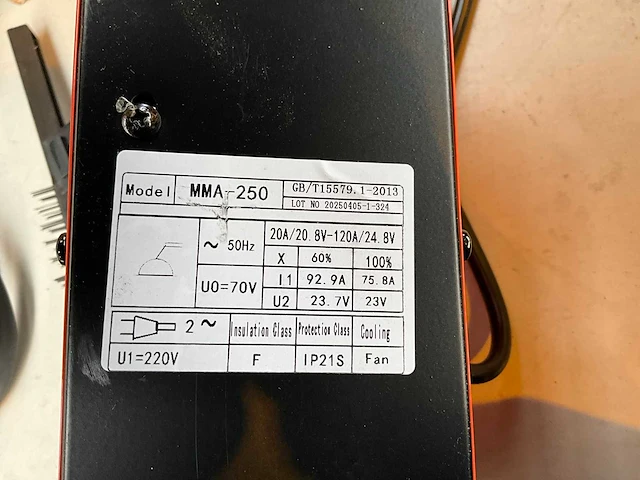 Model MMA-250 GB/T15579.1-2013
LOT NO 20250405-1-324
~ 50Hz 20A/20.8V-120A/24.8V
X 60% 100%
U0=70V I1 92.9A 75.8A
U2 23.7V 23V
2 ~ Insulation Class Protection Class Cooling
U1=220V F IP21S Fan